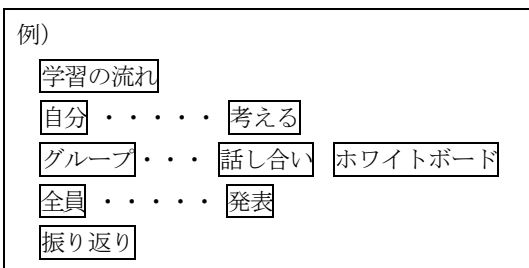 例）
学習の流れ
自分 ・・・・・ 考える
グループ・・・ 話し合い ホワイトボード
全員 ・・・・・ 発表
振り返り